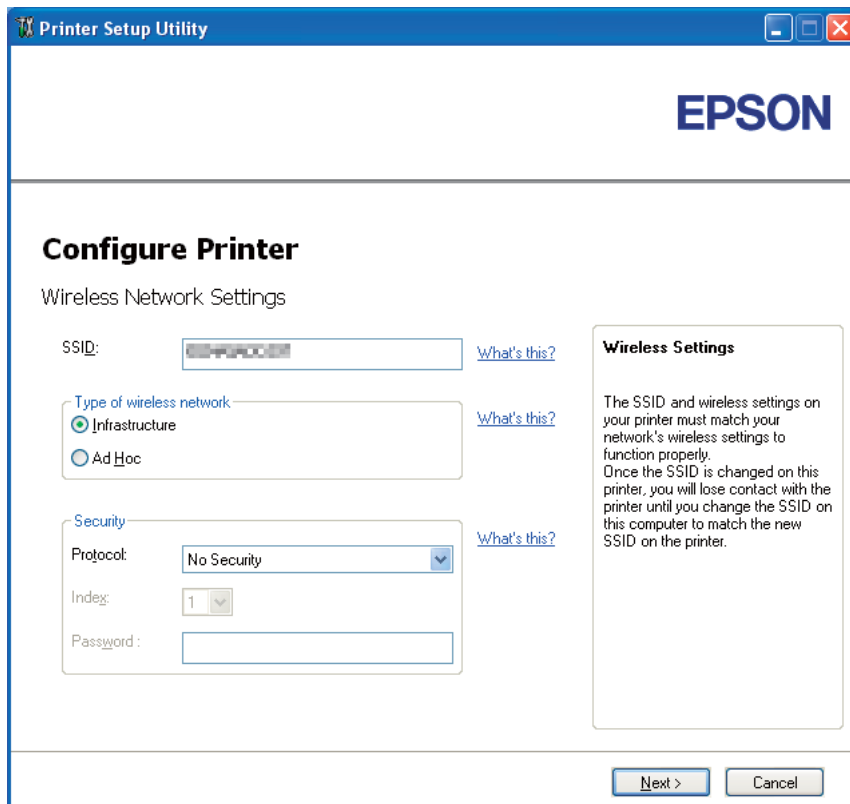 Printer Setup Utility
EPSON
Configure Printer
Wireless Network Settings
SSID:
What's this?
Type of wireless network
Infrastructure
Ad Hoc
What's this?
Security
Protocol:
No Security
What's this?
Index:
1
Password :
Wireless Settings
The SSID and wireless settings on
your printer must match your
network's wireless settings to
function properly.
Once the SSID is changed on this
printer, you will lose contact with the
printer until you change the SSID on
this computer to match the new
SSID on the printer.
Next >
Cancel